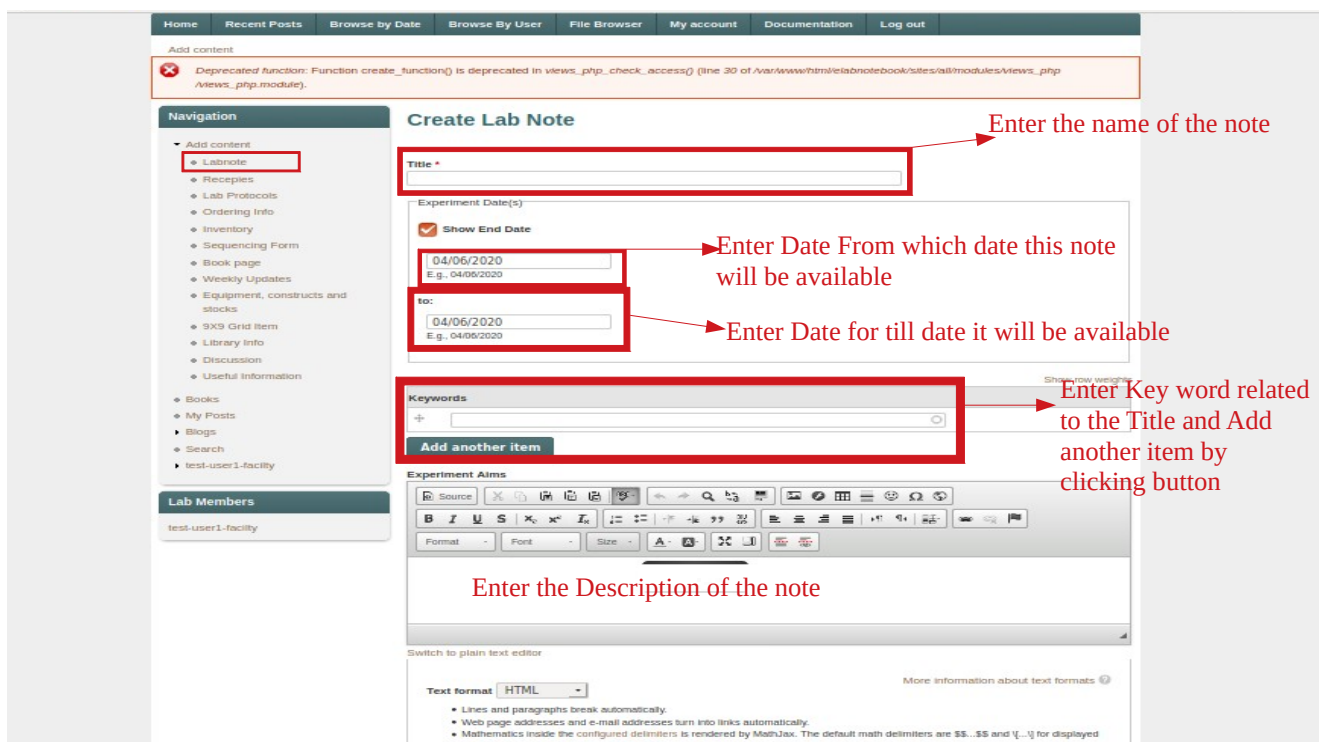 Home Recent Posts Browse by Date Browse By User File Browser My account Documentation Log out
Add content
Deprecated function: Function create_function() is deprecated in views_php_check_access() (line 30 of /var/www/html/elabnotebook/sites/all/modules/views_php
/views_php.module).
Navigation
Add content
Labnote
Recepies
Lab Protocols
Ordering Info
Inventory
Sequencing Form
Book page
Weekly Updates
Equipment, constructs and
stocks
9X9 Grid Item
Library Info
Discussion
Useful Information
Books
My Posts
Blogs
Search
test-user1-facilty
Lab Members
test-user1-facilty
Create Lab Note
Enter the name of the note
Title *
Experiment Date(s)
Show End Date
04/06/2020
E.g., 04/06/2020
Enter Date From which date this note
will be available
to:
04/06/2020
E.g., 04/06/2020
Enter Date for till date it will be available
Show row weights
Keywords
Add another item
Enter Key word related
to the Title and Add
another item by
clicking button
Experiment Aims
Source
B I U S x₂ x² Iₓ
Format Font Size A A
Enter the Description of the note
Switch to plain text editor
More information about text formats
Text format HTML
Lines and paragraphs break automatically.
Web page addresses and e-mail addresses turn into links automatically.
Mathematics inside the configured delimiters is rendered by MathJax. The default math delimiters are $$...$$ and \[...\] for displayed